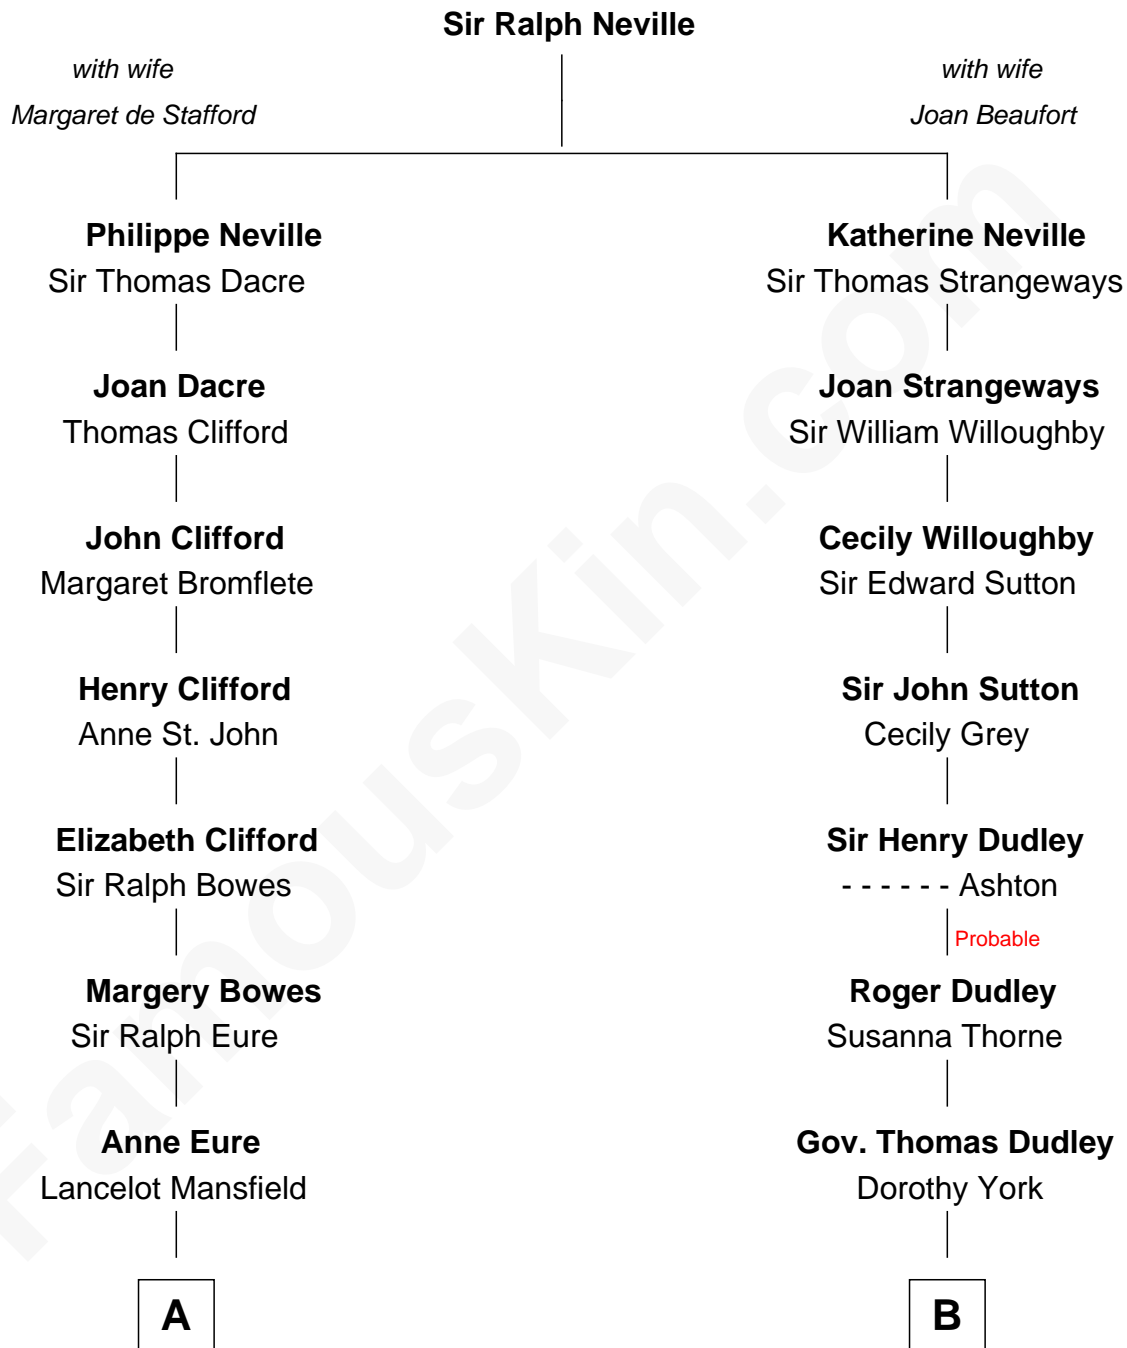 Sir Ralph Neville
with wife
Margaret de Stafford
with wife
Joan Beaufort
Philippe Neville
Sir Thomas Dacre
Katherine Neville
Sir Thomas Strangeways
Joan Dacre
Thomas Clifford
Joan Strangeways
Sir William Willoughby
John Clifford
Margaret Bromflete
Cecily Willoughby
Sir Edward Sutton
Henry Clifford
Anne St. John
Sir John Sutton
Cecily Grey
Elizabeth Clifford
Sir Ralph Bowes
Sir Henry Dudley
- - - - - - Ashton
Probable
Margery Bowes
Sir Ralph Eure
Roger Dudley
Susanna Thorne
Anne Eure
Lancelot Mansfield
Gov. Thomas Dudley
Dorothy York
A
B
FamousKin.com